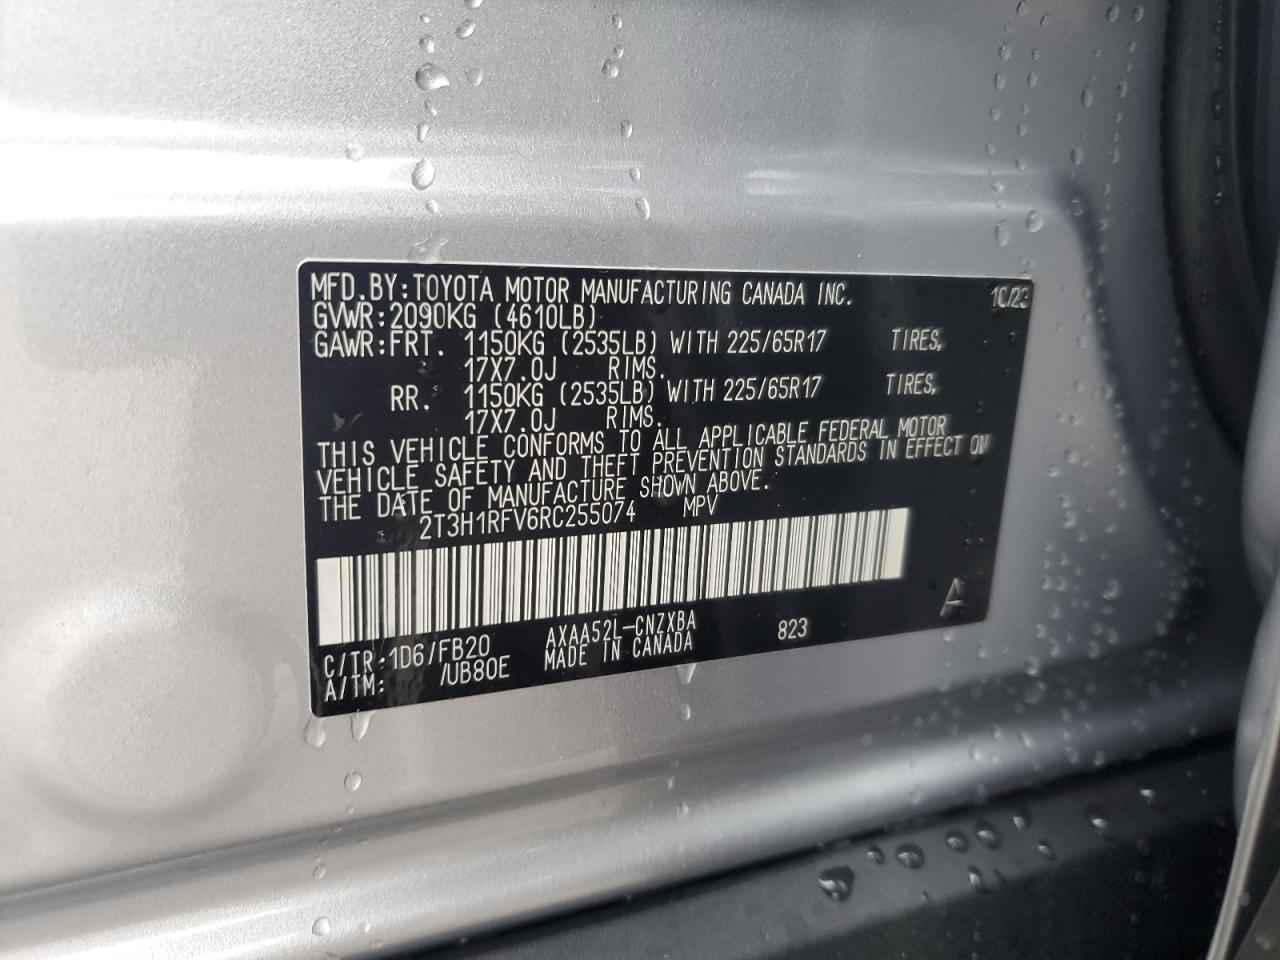 MFD.BY:TOYOTA MOTOR MANUFACTURING CANADA INC. 10/23
GVWR:2090KG (4610LB)
GAWR:FRT. 1150KG (2535LB) WITH 225/65R17 TIRES,
17X7.0J RIMS.
RR. 1150KG (2535LB) WITH 225/65R17 TIRES,
17X7.0J RIMS.
THIS VEHICLE CONFORMS TO ALL APPLICABLE FEDERAL MOTOR
VEHICLE SAFETY AND THEFT PREVENTION STANDARDS IN EFFECT ON
THE DATE OF MANUFACTURE SHOWN ABOVE.
2T3H1RFV6RC255074 MPV
C/TR:1D6/FB20 AXAA52L-CNZXBA 823
A/TM: /UB80E MADE IN CANADA
A